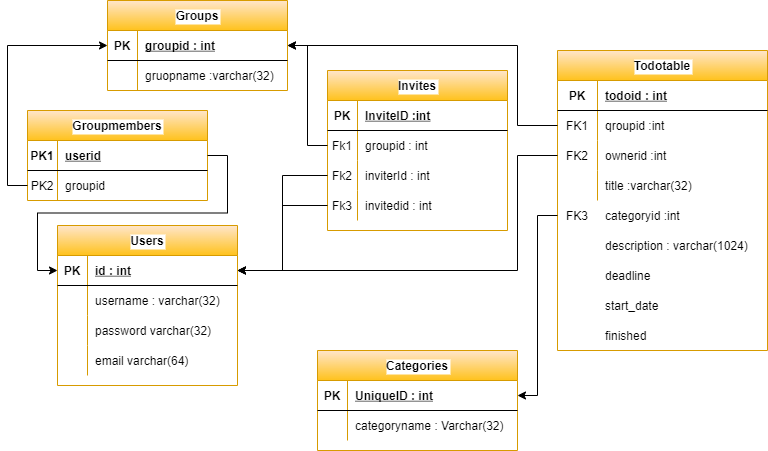 Groups
PK groupid : int
gruopname :varchar(32)
Groupmembers
PK1 userid
PK2 groupid
Users
PK id : int
username : varchar(32)
password varchar(32)
email varchar(64)
Invites
PK InviteID :int
Fk1 groupid : int
Fk2 inviterId : int
Fk3 invitedid : int
Categories
PK UniqueID : int
categoryname : Varchar(32)
Todotable
PK todoid : int
FK1 qroupid :int
FK2 ownerid : int
title :varchar(32)
FK3 categoryid :int
description : varchar(1024)
deadline
start_date
finished